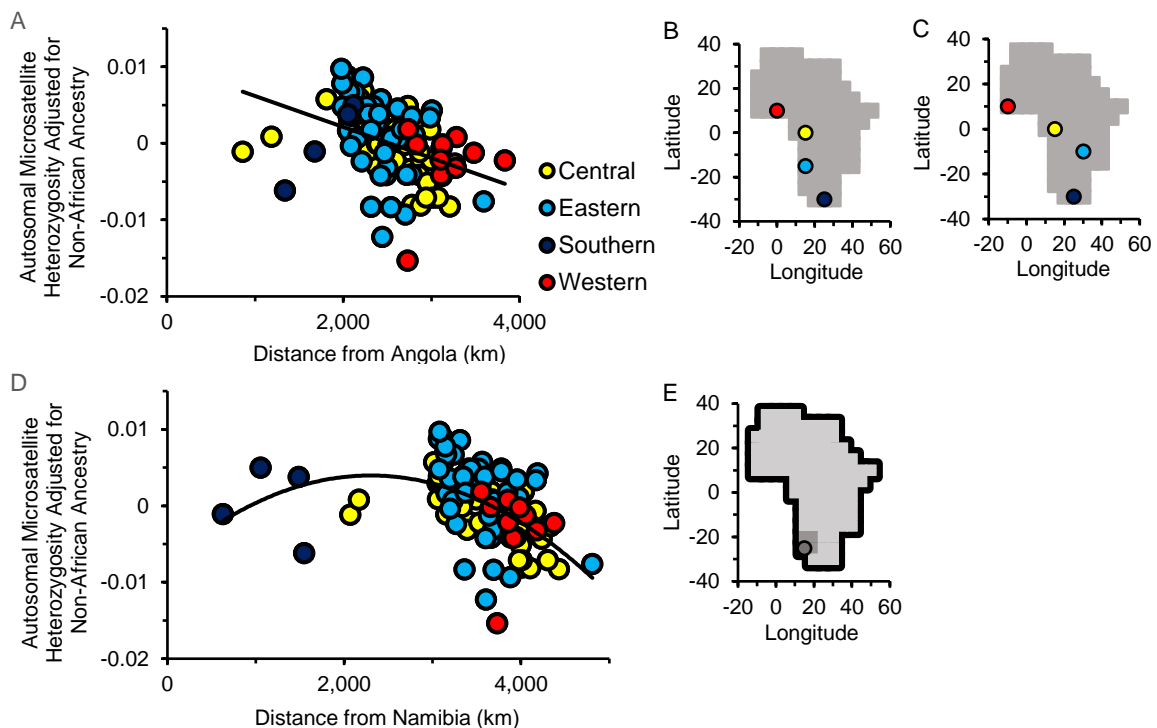 A
Autosomal Microsatellite
Heterozygosity Adjusted for
Non-African Ancestry
0.01
0
-0.01
-0.02
0 2,000 4,000
Distance from Angola (km)
Central
Eastern
Southern
Western
B
Latitude
40
20
0
-20
-40
-20 0 20 40 60
Longitude
C
Latitude
40
20
0
-20
-40
-20 0 20 40 60
Longitude
D
Autosomal Microsatellite
Heterozygosity Adjusted for
Non-African Ancestry
0.01
0
-0.01
-0.02
0 2,000 4,000
Distance from Namibia (km)
E
Latitude
40
20
0
-20
-40
-20 0 20 40 60
Longitude